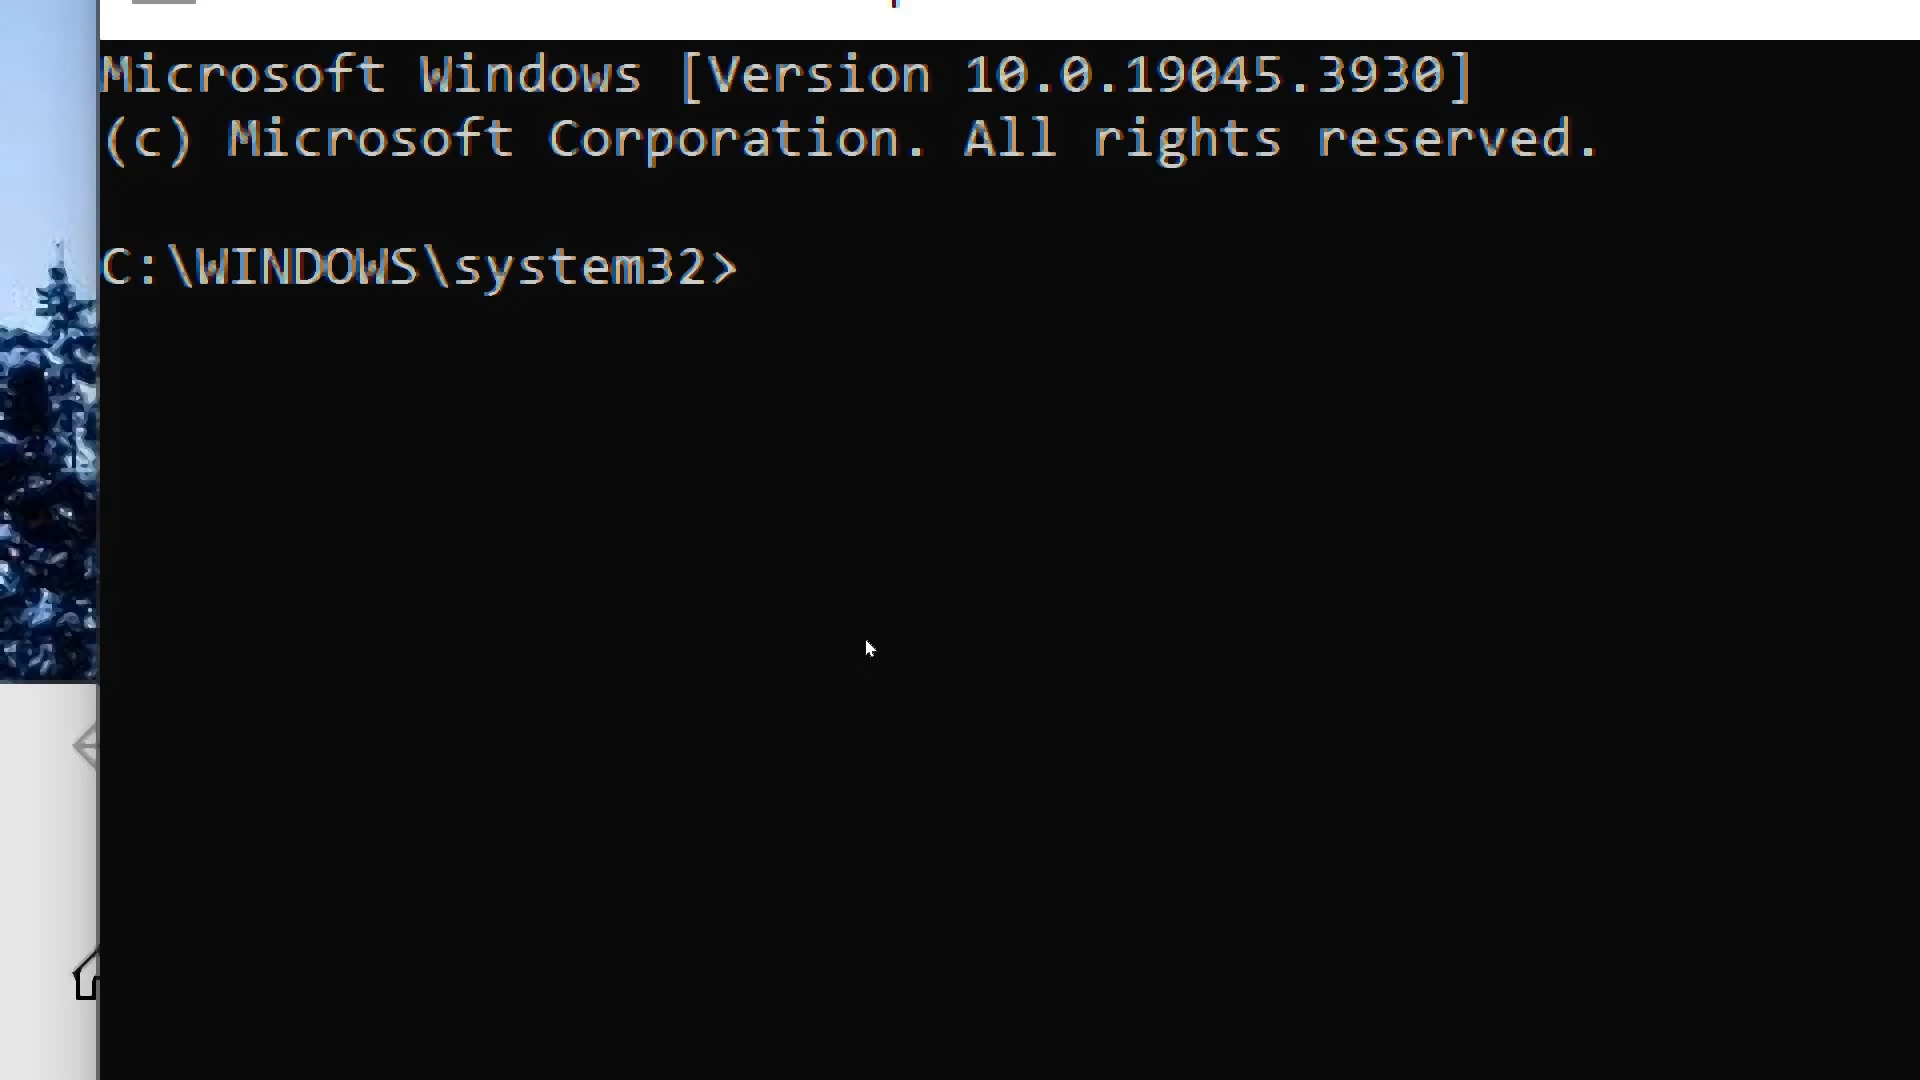 Microsoft Windows [Version 10.0.19045.3930]
(c) Microsoft Corporation. All rights reserved.
C:\WINDOWS\system32>